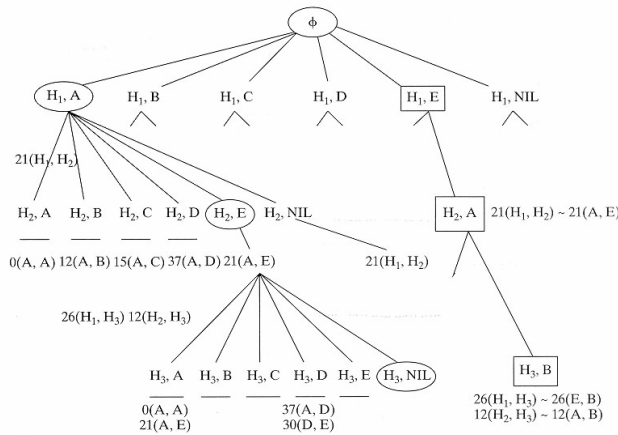 ϕ
H₁, A H₁, B H₁, C H₁, D H₁, E H₁, NIL
21(H₁, H₂)
H₂, A H₂, B H₂, C H₂, D H₂, E H₂, NIL H₂, A 21(H₁, H₂) ~ 21(A, E)
0(A, A) 12(A, B) 15(A, C) 37(A, D) 21(A, E) 21(H₁, H₂)
26(H₁, H₃) 12(H₂, H₃)
H₃, A H₃, B H₃, C H₃, D H₃, E H₃, NIL H₃, B
0(A, A) 37(A, D) 26(H₁, H₃) ~ 26(E, B)
21(A, E) 30(D, E) 12(H₂, H₃) ~ 12(A, B)